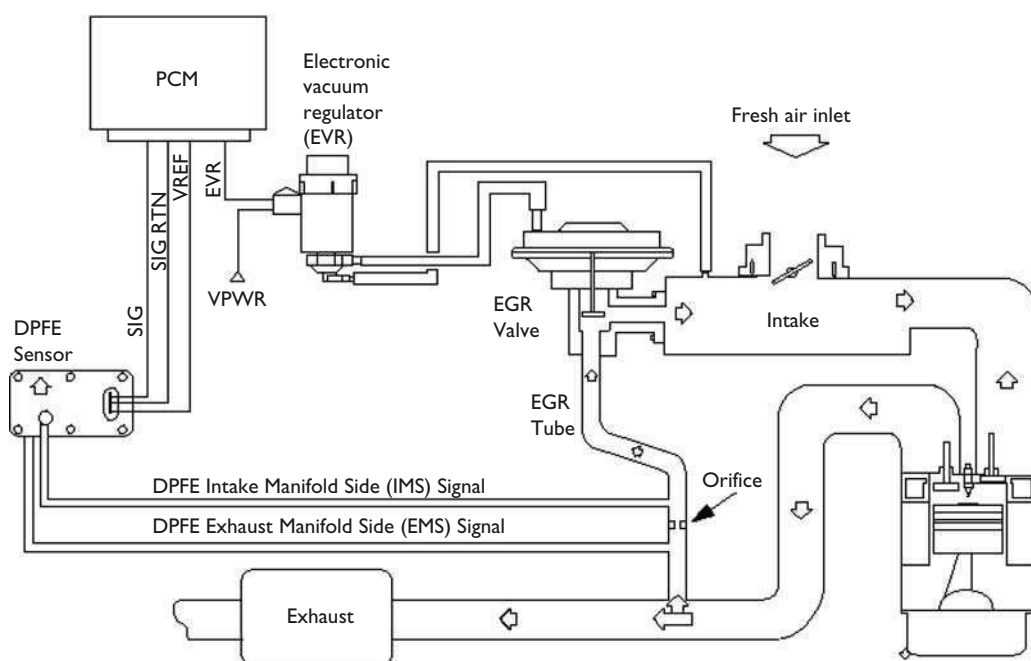 PCM
Electronic
vacuum
regulator
(EVR)
Fresh air inlet
SIG RTN
VREF
EVR
SIG
VPWR
DPFE
Sensor
EGR
Valve
Intake
EGR
Tube
Orifice
DPFE Intake Manifold Side (IMS) Signal
DPFE Exhaust Manifold Side (EMS) Signal
Exhaust